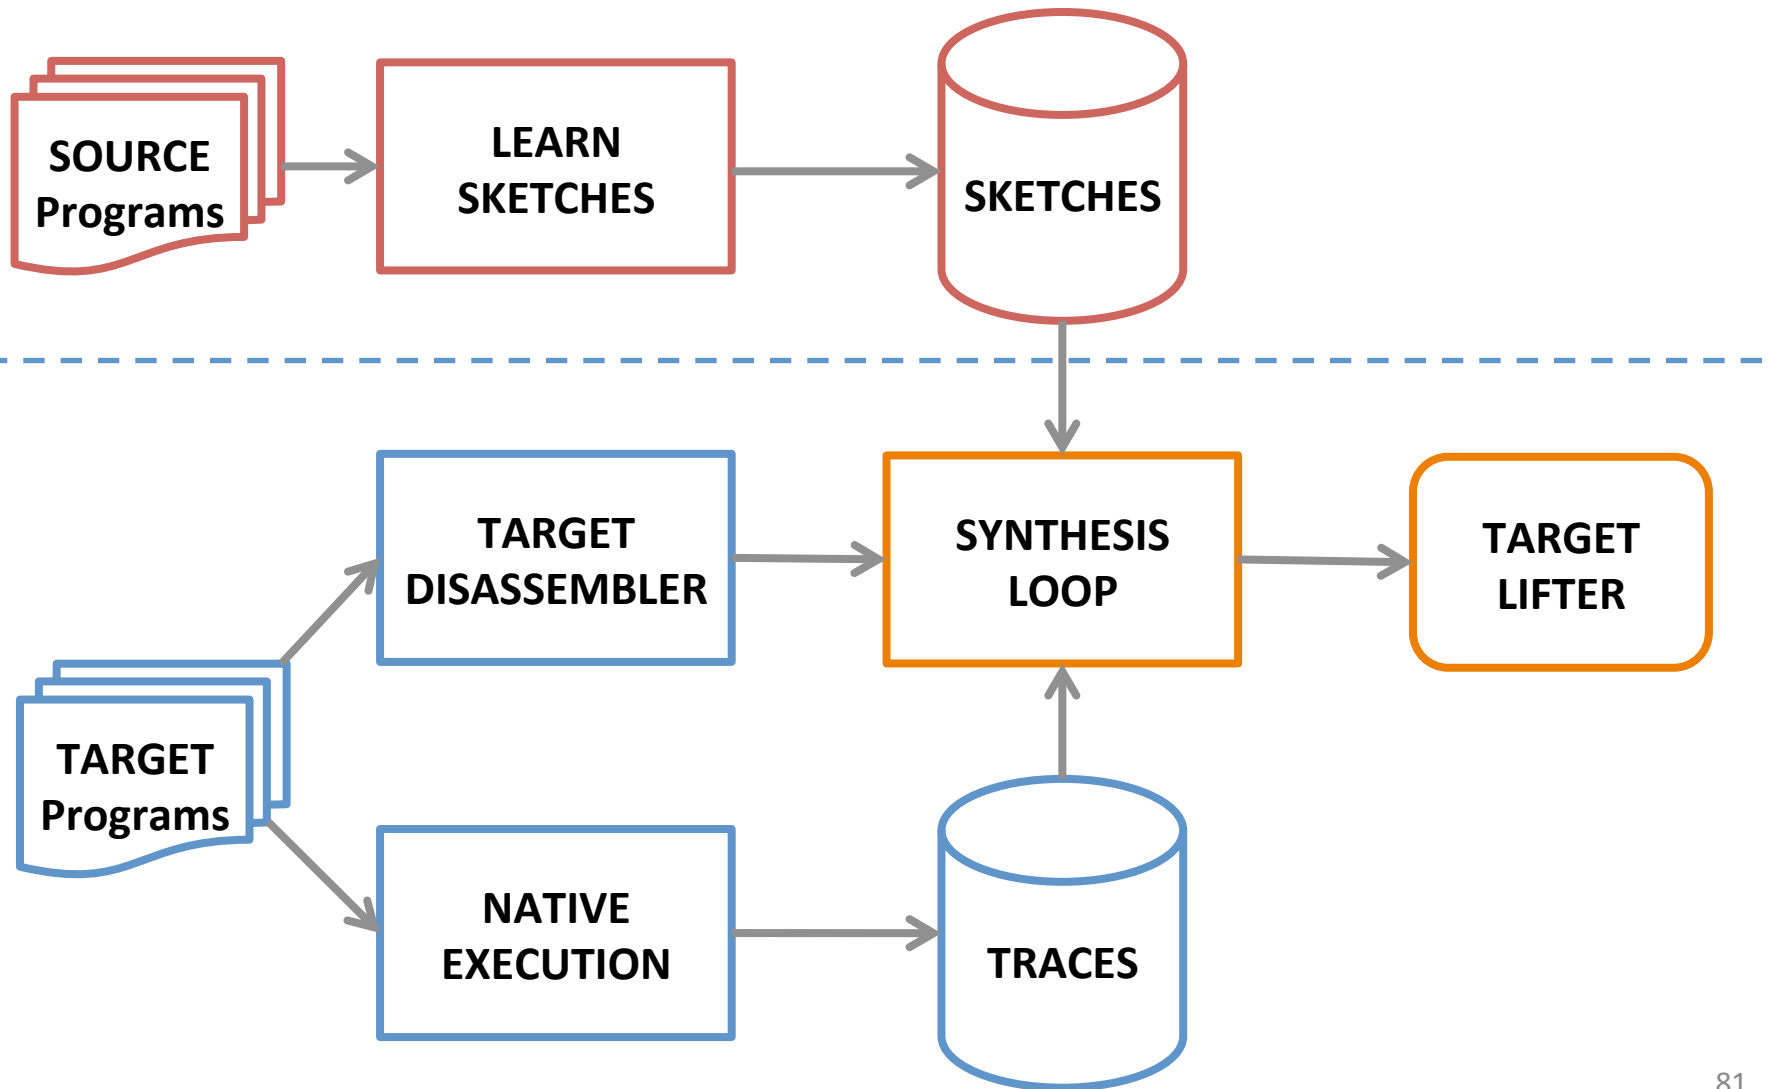 SOURCE
Programs
LEARN
SKETCHES
SKETCHES
TARGET
DISASSEMBLER
SYNTHESIS
LOOP
TARGET
LIFTER
TARGET
Programs
NATIVE
EXECUTION
TRACES
81